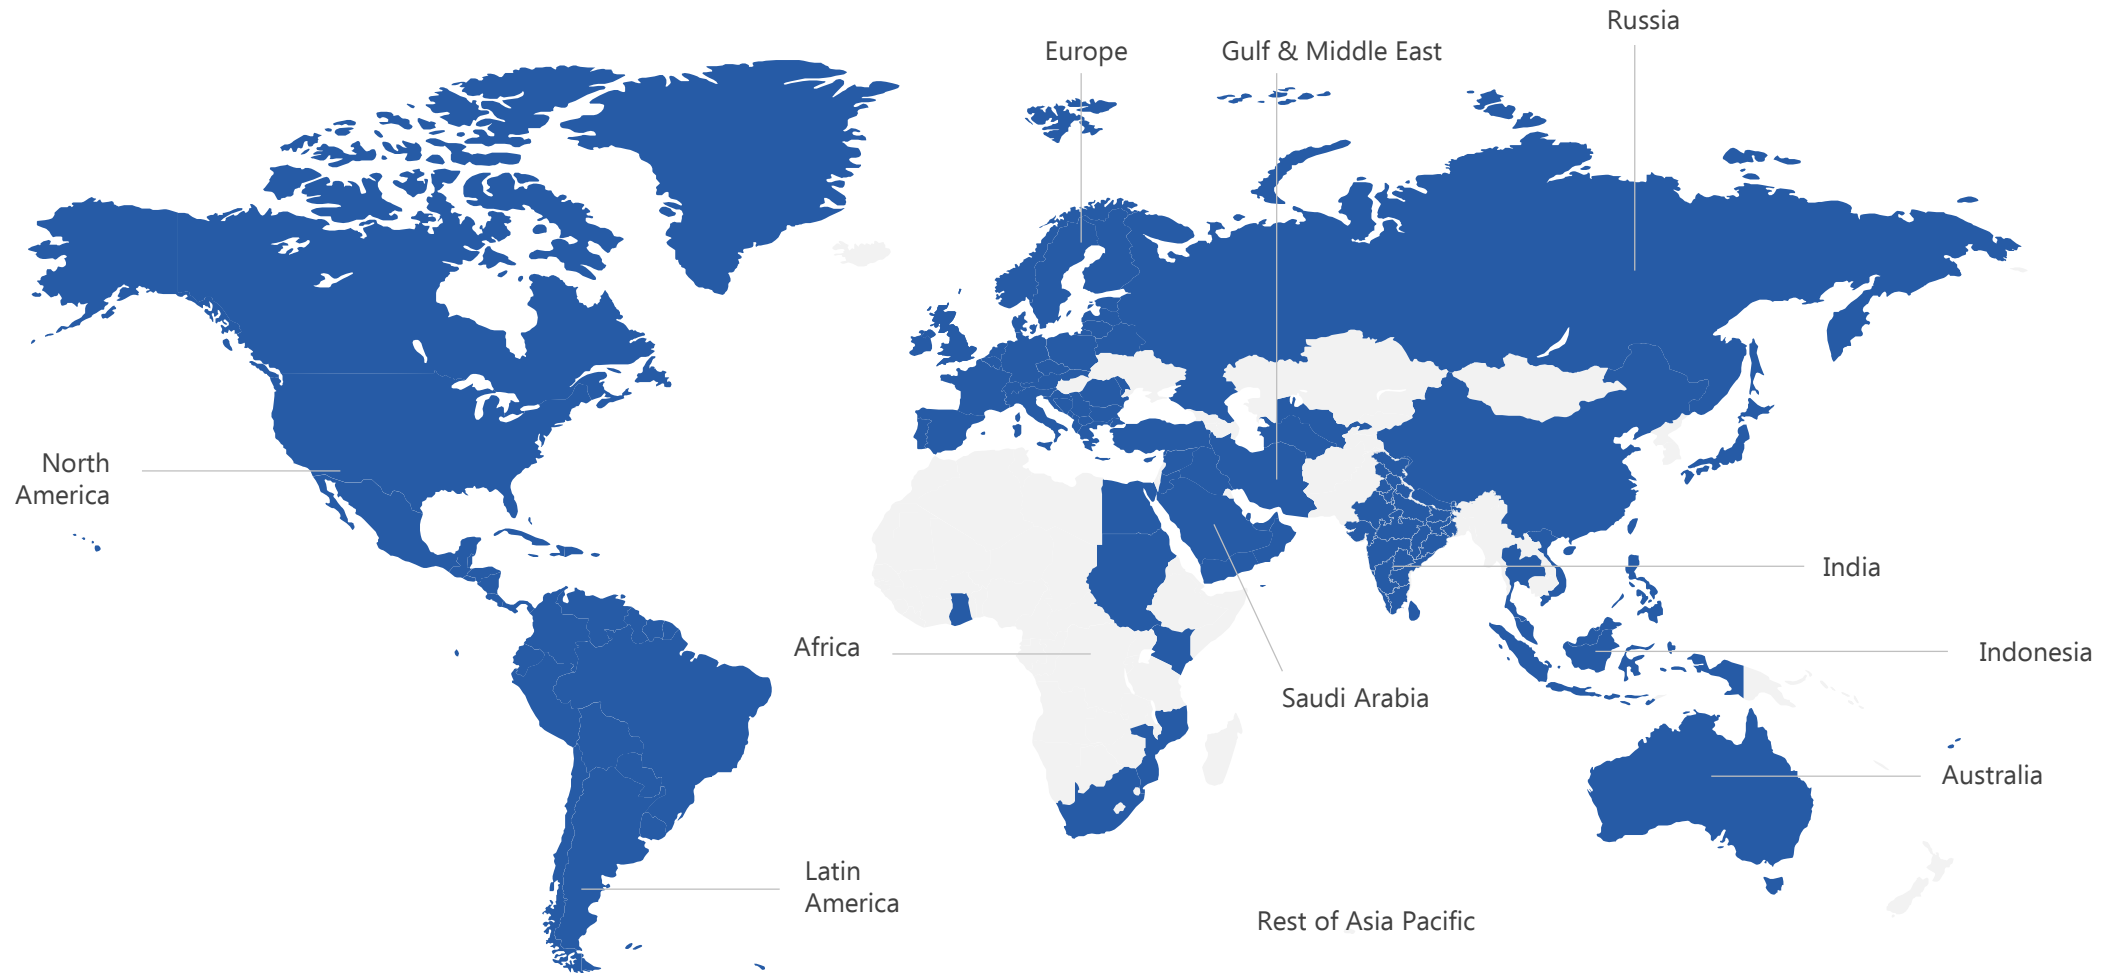 Russia
Europe
Gulf & Middle East
North
America
India
Africa
Indonesia
Saudi Arabia
Australia
Latin
America
Rest of Asia Pacific